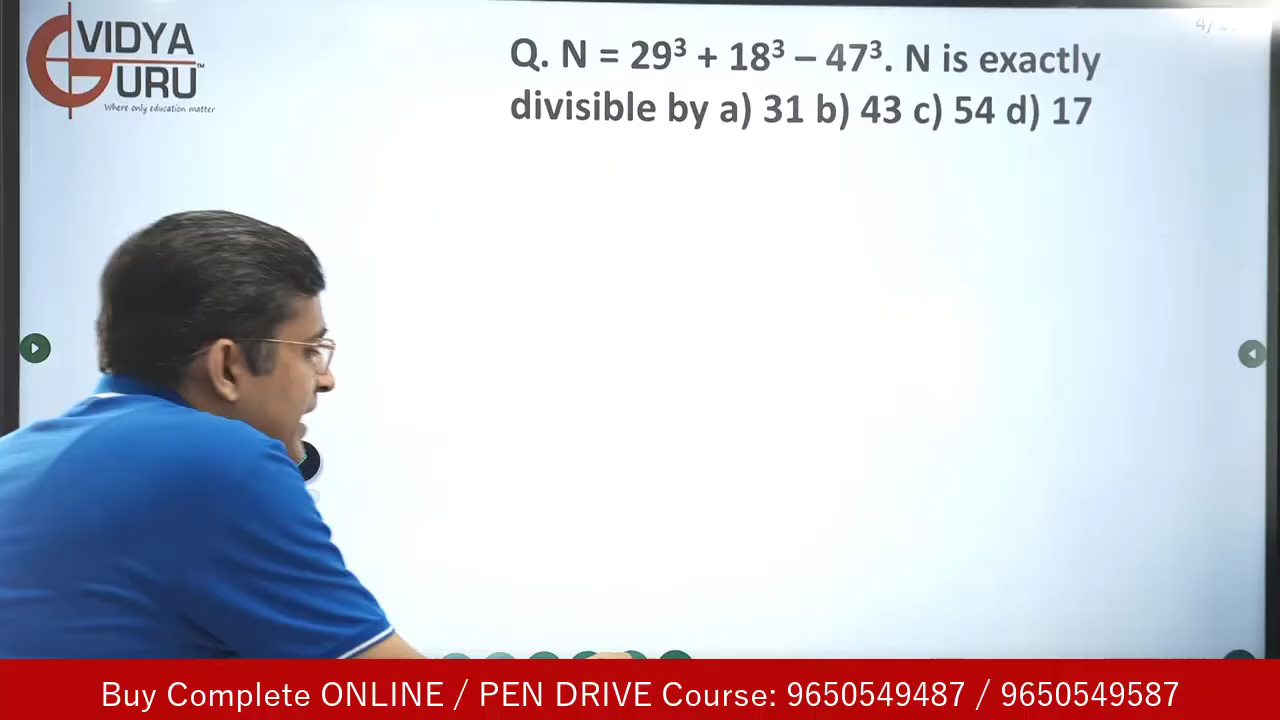 VIDYA
GURU
TM
Where only education matter
Q. N = 29³ + 18³ – 47³. N is exactly
divisible by a) 31 b) 43 c) 54 d) 17
Buy Complete ONLINE / PEN DRIVE Course: 9650549487 / 9650549587